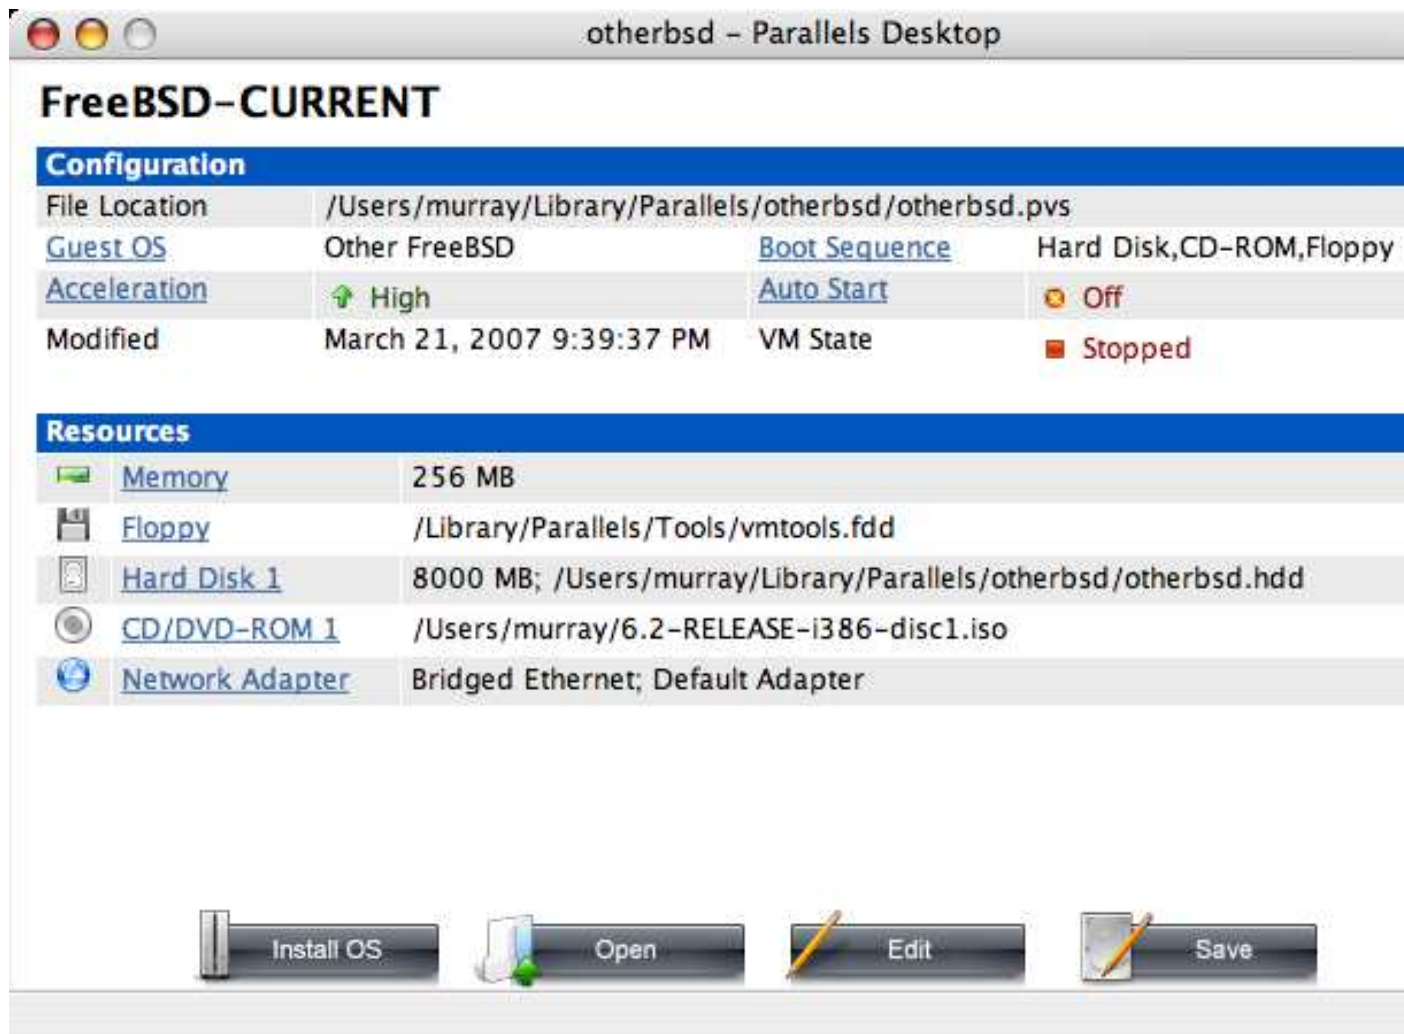 otherbsd – Parallels Desktop
FreeBSD-CURRENT
Configuration
File Location /Users/murray/Library/Parallels/otherbsd/otherbsd.pvs
Guest OS Other FreeBSD Boot Sequence Hard Disk,CD-ROM,Floppy
Acceleration High Auto Start Off
Modified March 21, 2007 9:39:37 PM VM State Stopped
Resources
Memory 256 MB
Floppy /Library/Parallels/Tools/vmtools.fdd
Hard Disk 1 8000 MB; /Users/murray/Library/Parallels/otherbsd/otherbsd.hdd
CD/DVD-ROM 1 /Users/murray/6.2-RELEASE-i386-disc1.iso
Network Adapter Bridged Ethernet; Default Adapter
Install OS Open Edit Save